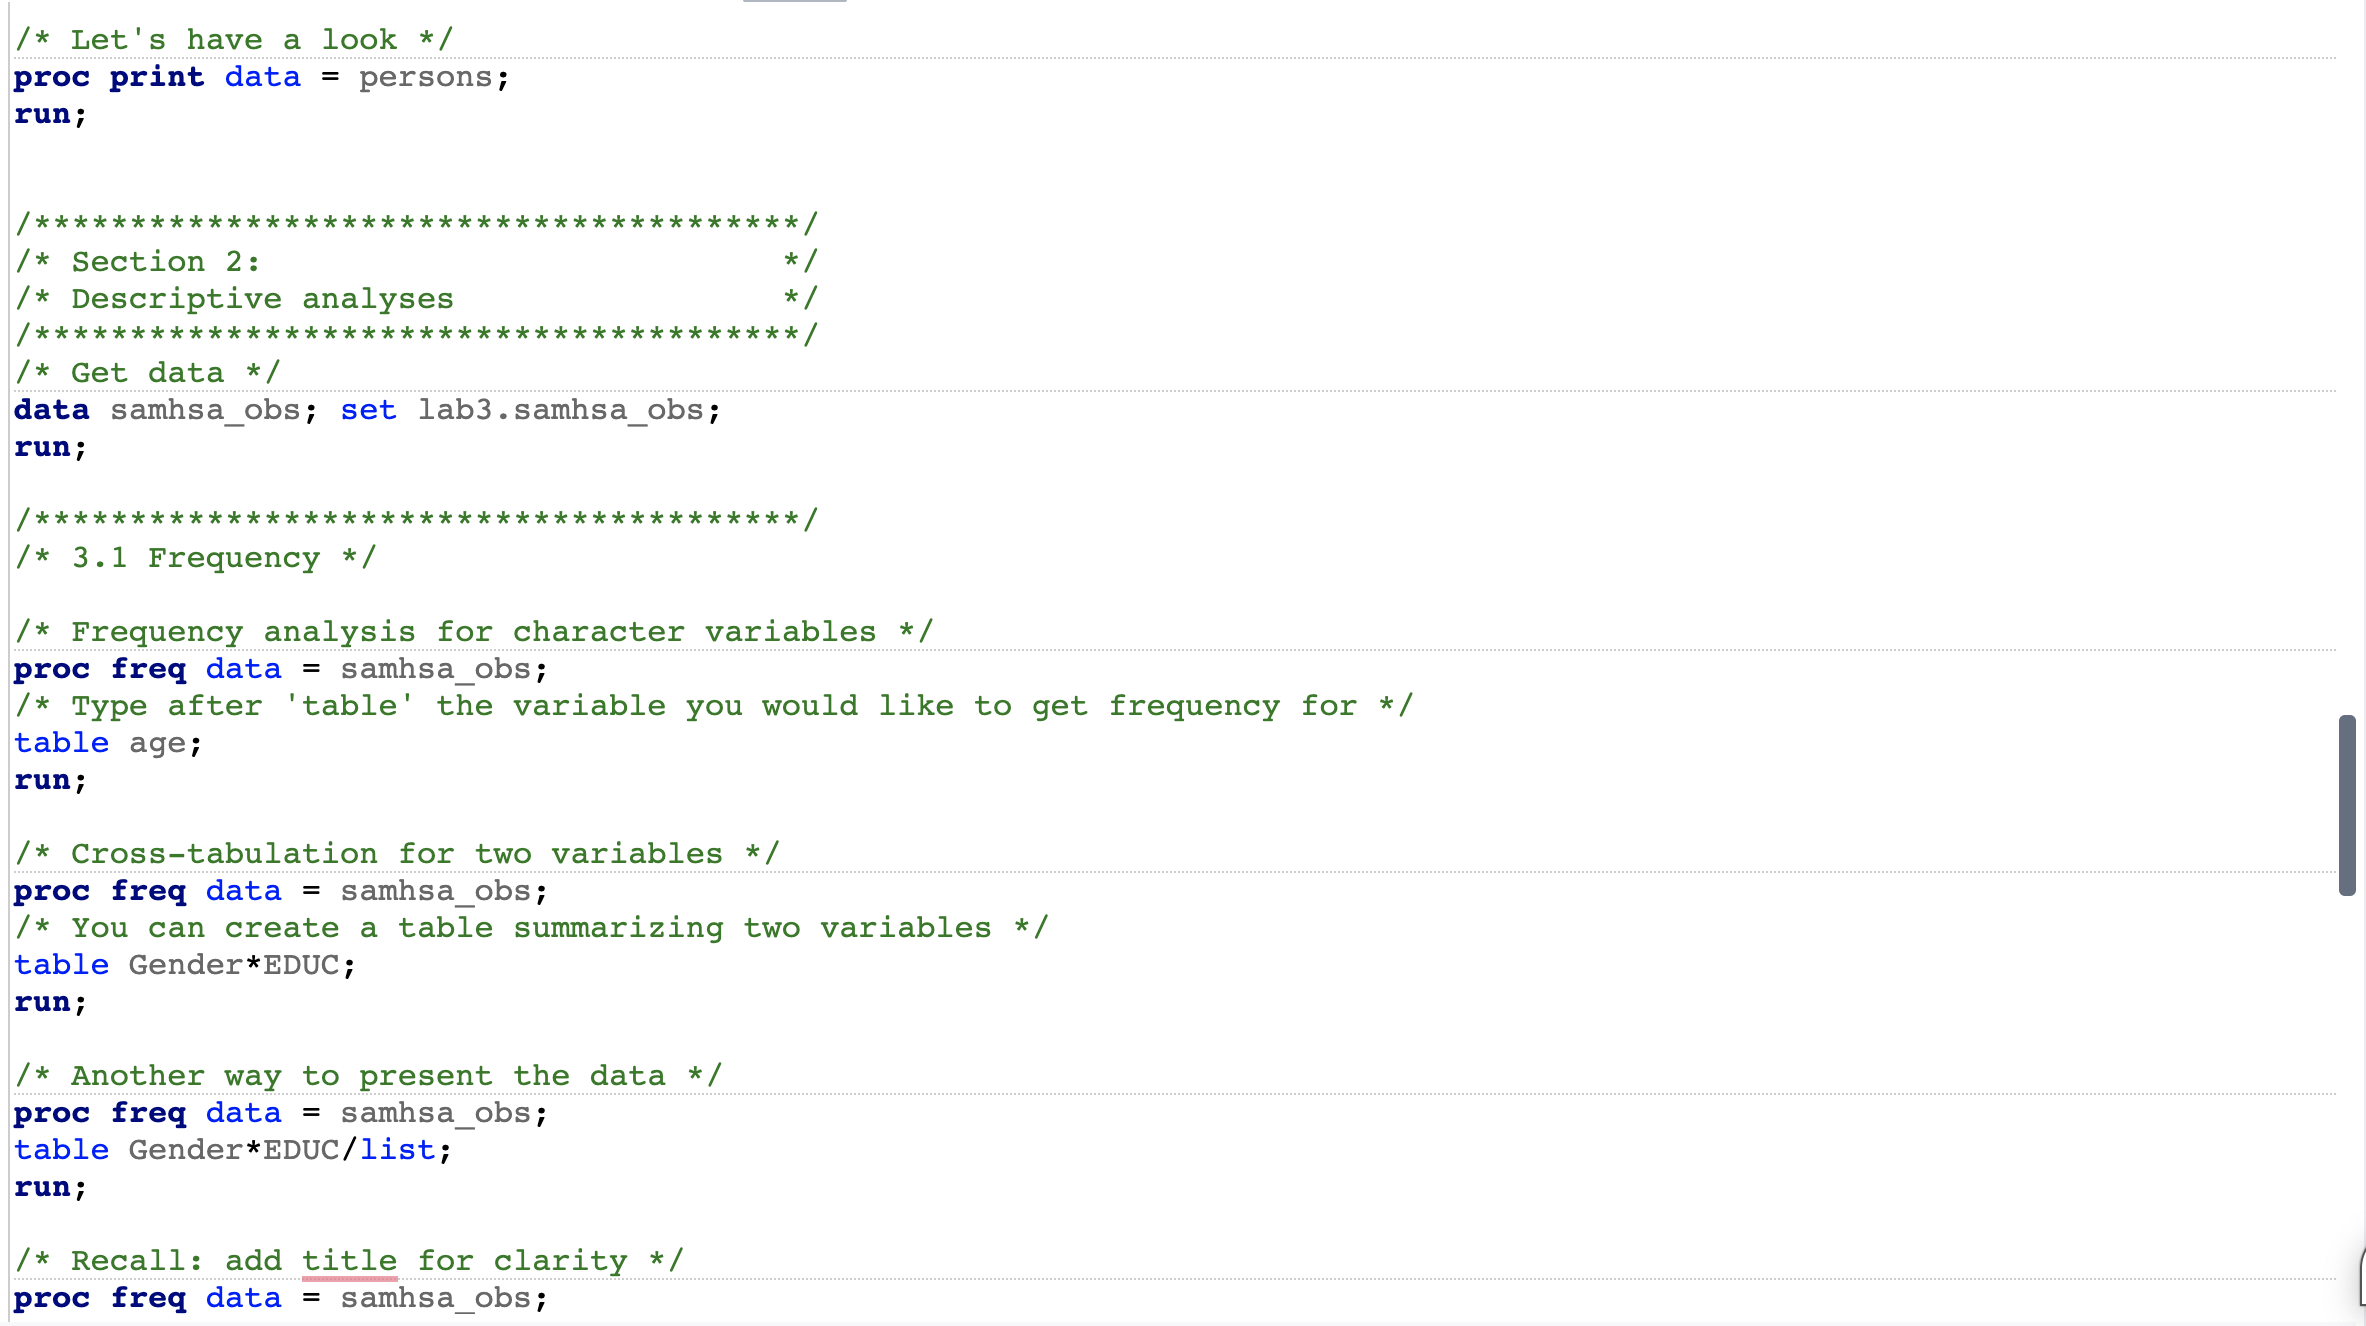 /* Let's have a look */
proc print data = persons;
run;
/****************************************/
/* Section 2:                           */
/* Descriptive analyses                 */
/****************************************/
/* Get data */
data samhsa_obs; set lab3.samhsa_obs;
run;
/****************************************/
/* 3.1 Frequency */
/* Frequency analysis for character variables */
proc freq data = samhsa_obs;
/* Type after 'table' the variable you would like to get frequency for */
table age;
run;
/* Cross-tabulation for two variables */
proc freq data = samhsa_obs;
/* You can create a table summarizing two variables */
table Gender*EDUC;
run;
/* Another way to present the data */
proc freq data = samhsa_obs;
table Gender*EDUC/list;
run;
/* Recall: add title for clarity */
proc freq data = samhsa_obs;